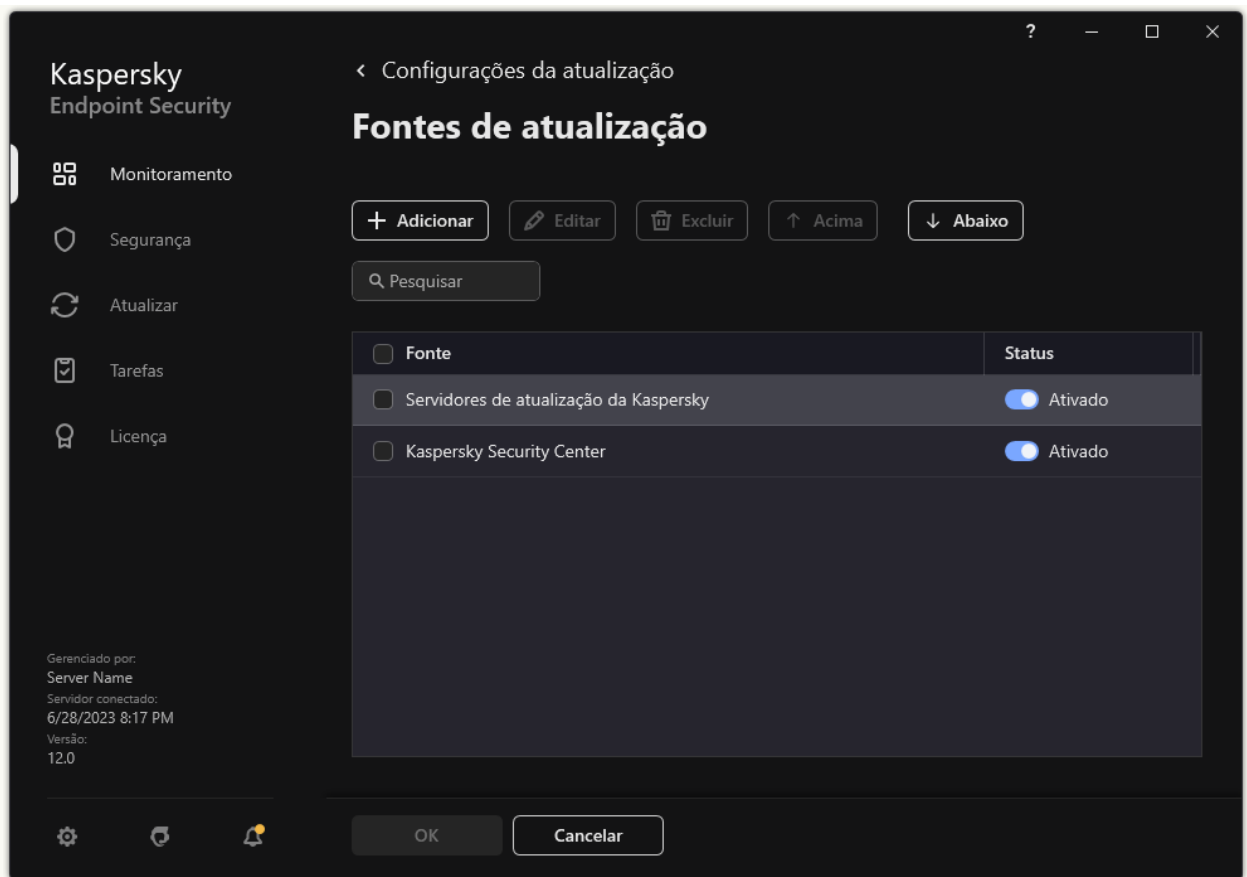 ?
Kaspersky
Endpoint Security
Monitoramento
Segurança
Atualizar
Tarefas
Licença
Gerenciado por:
Server Name
Servidor conectado:
6/28/2023 8:17 PM
Versão:
12.0
Configurações da atualização
Fontes de atualização
Adicionar Editar Excluir Acima Abaixo
Pesquisar
Fonte Status
Servidores de atualização da Kaspersky Ativado
Kaspersky Security Center Ativado
OK Cancelar